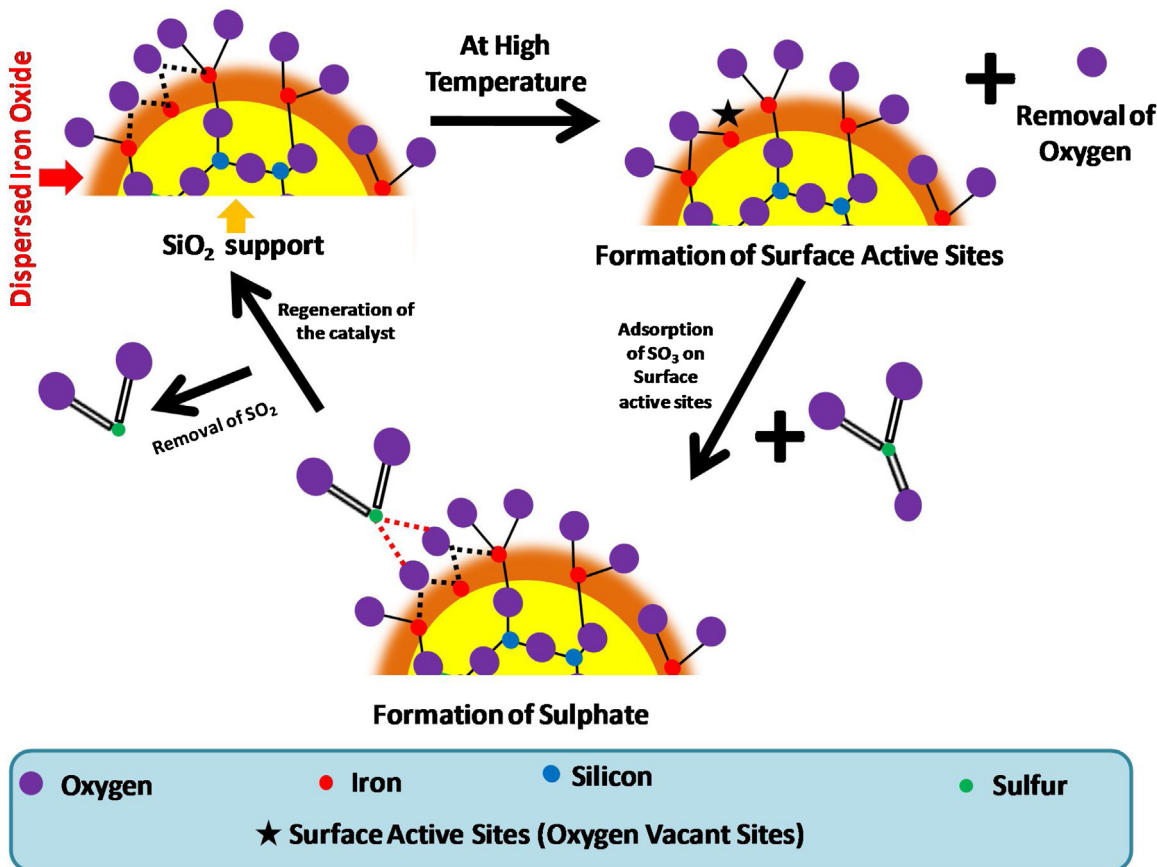 Dispersed Iron Oxide
At High
Temperature
Removal of
Oxygen
SiO₂ support
Formation of Surface Active Sites
Regeneration of
the catalyst
Adsorption
of SO₃ on
Surface
active sites
Removal of SO₂
Formation of Sulphate
Oxygen
Iron
Silicon
Sulfur
Surface Active Sites (Oxygen Vacant Sites)